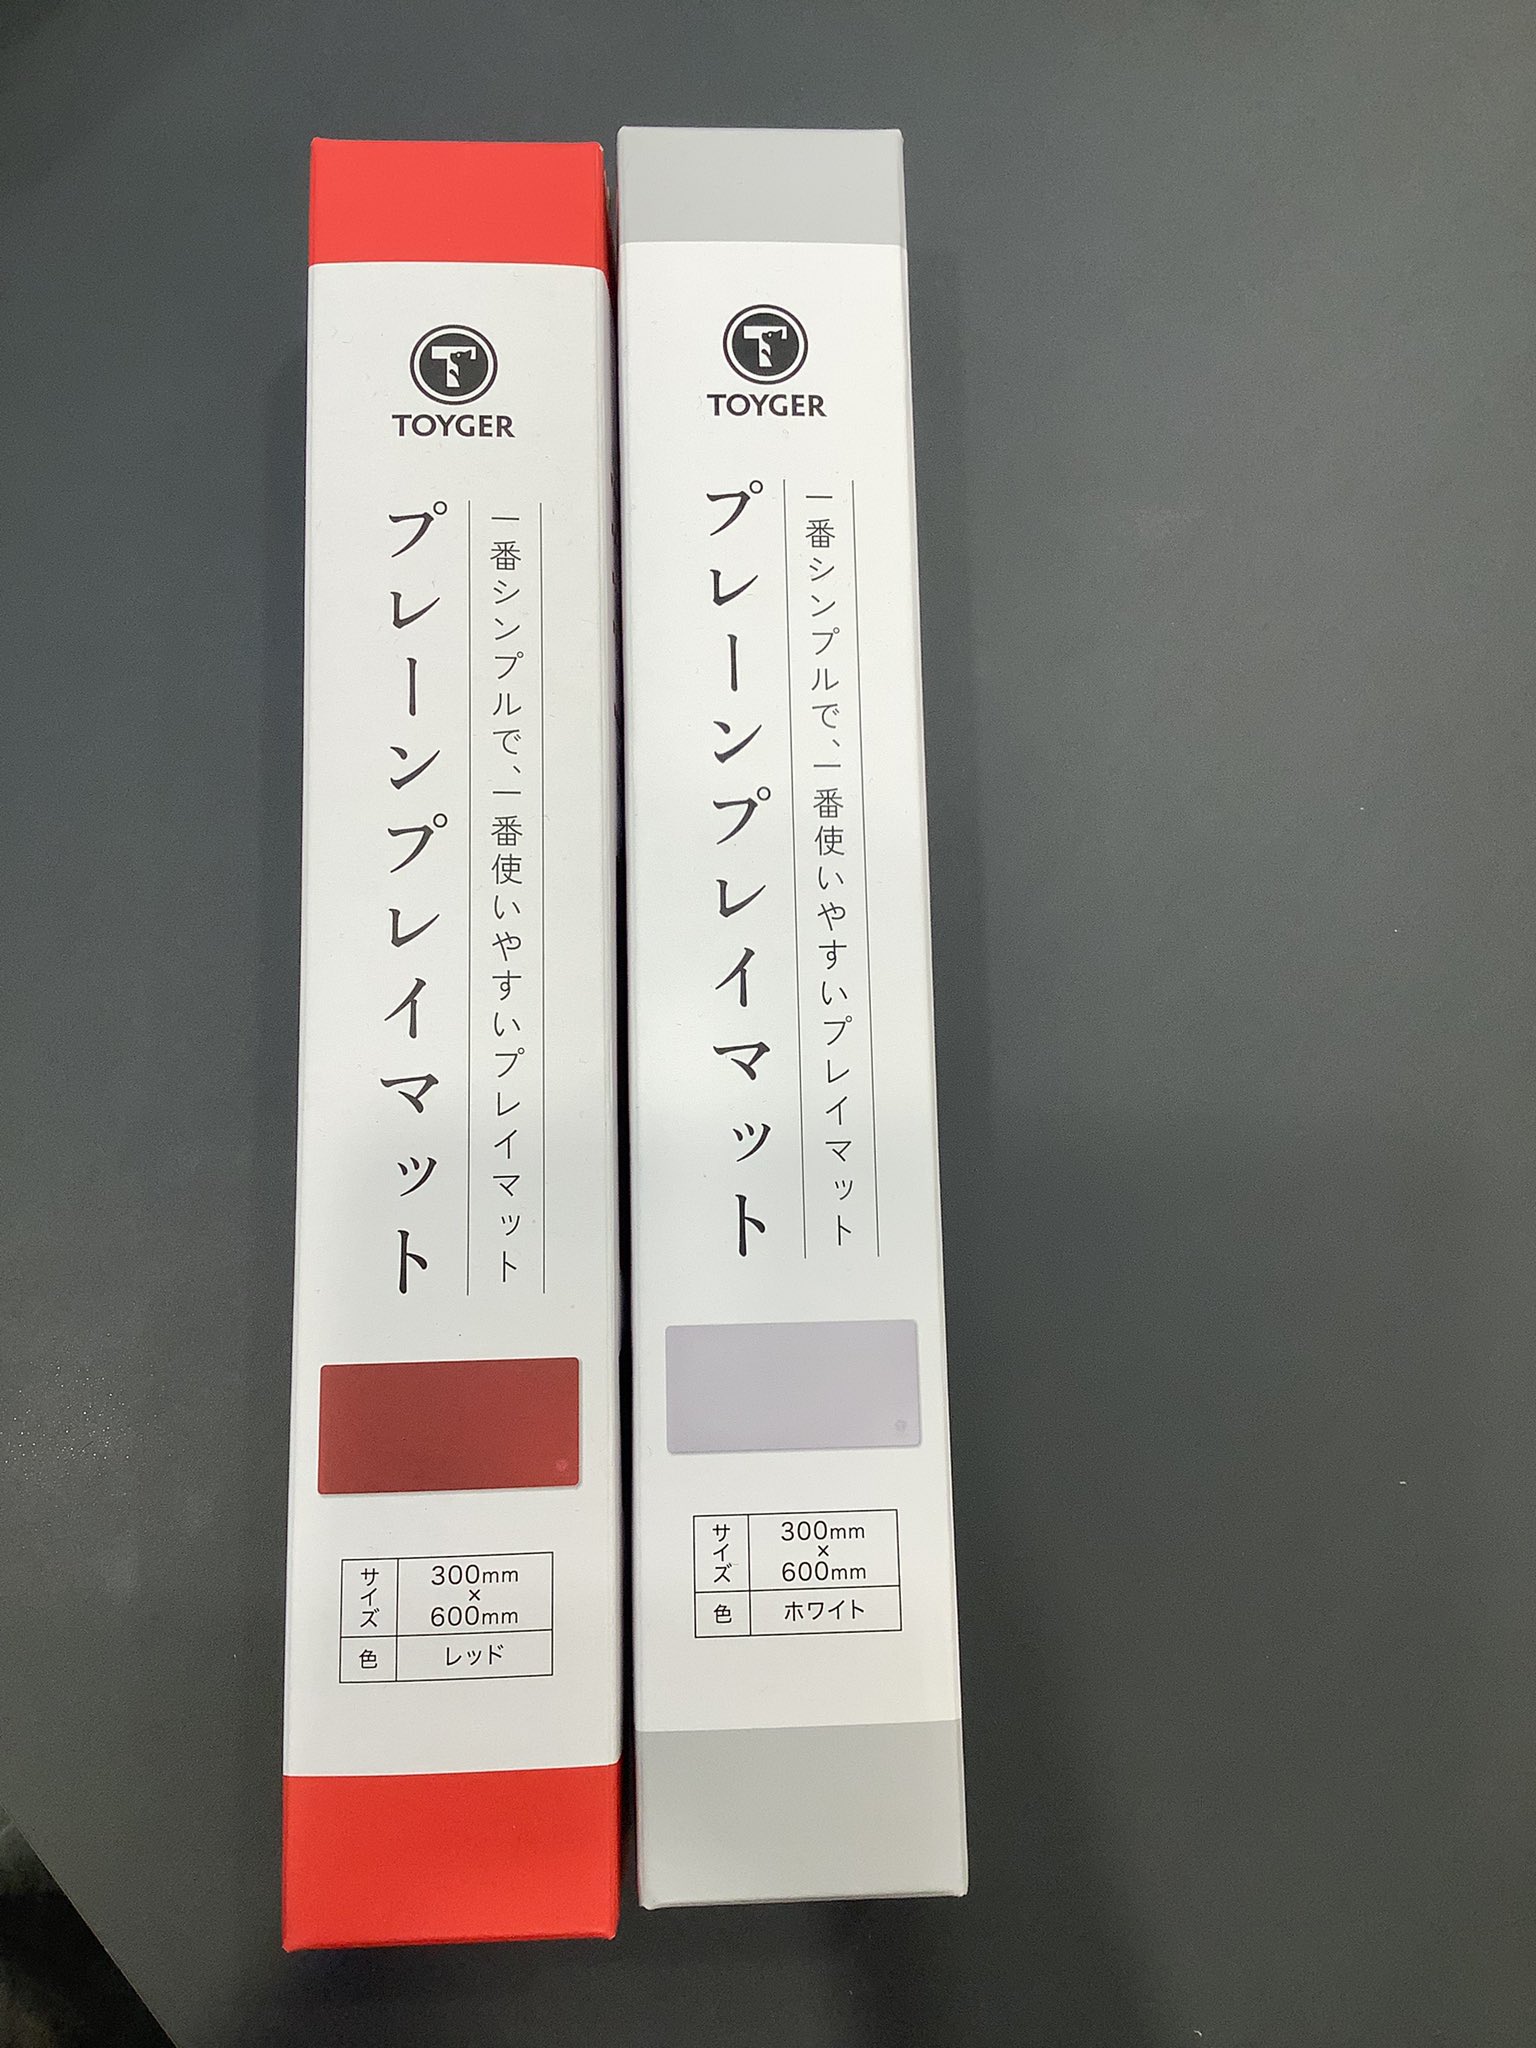 TOYGER
一番シンプルで、一番使いやすいプレイマット
プレーンプレイマット
サイズ 300mm×600mm
色 レッド
TOYGER
一番シンプルで、一番使いやすいプレイマット
プレーンプレイマット
サイズ 300mm×600mm
色 ホワイト